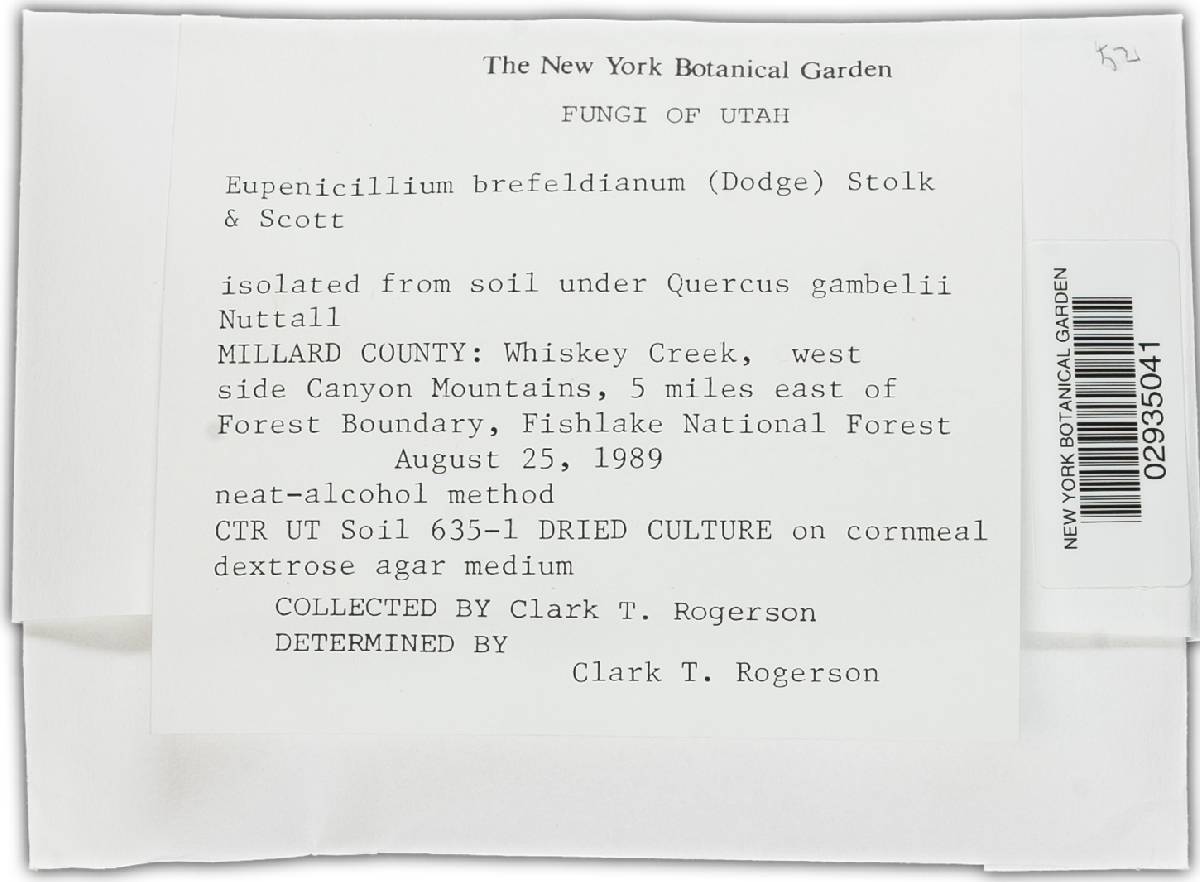 The New York Botanical Garden
52
FUNGI OF UTAH
Eupenicillium brefeldianum (Dodge) Stolk
& Scott
isolated from soil under Quercus gambelii
Nuttall
MILLARD COUNTY: Whiskey Creek, west
side Canyon Mountains, 5 miles east of
Forest Boundary, Fishlake National Forest
August 25, 1989
neat-alcohol method
CTR UT Soil 635-1 DRIED CULTURE on cornmeal
dextrose agar medium
COLLECTED BY Clark T. Rogerson
DETERMINED BY
Clark T. Rogerson
NEW YORK BOTANICAL GARDEN
02935041